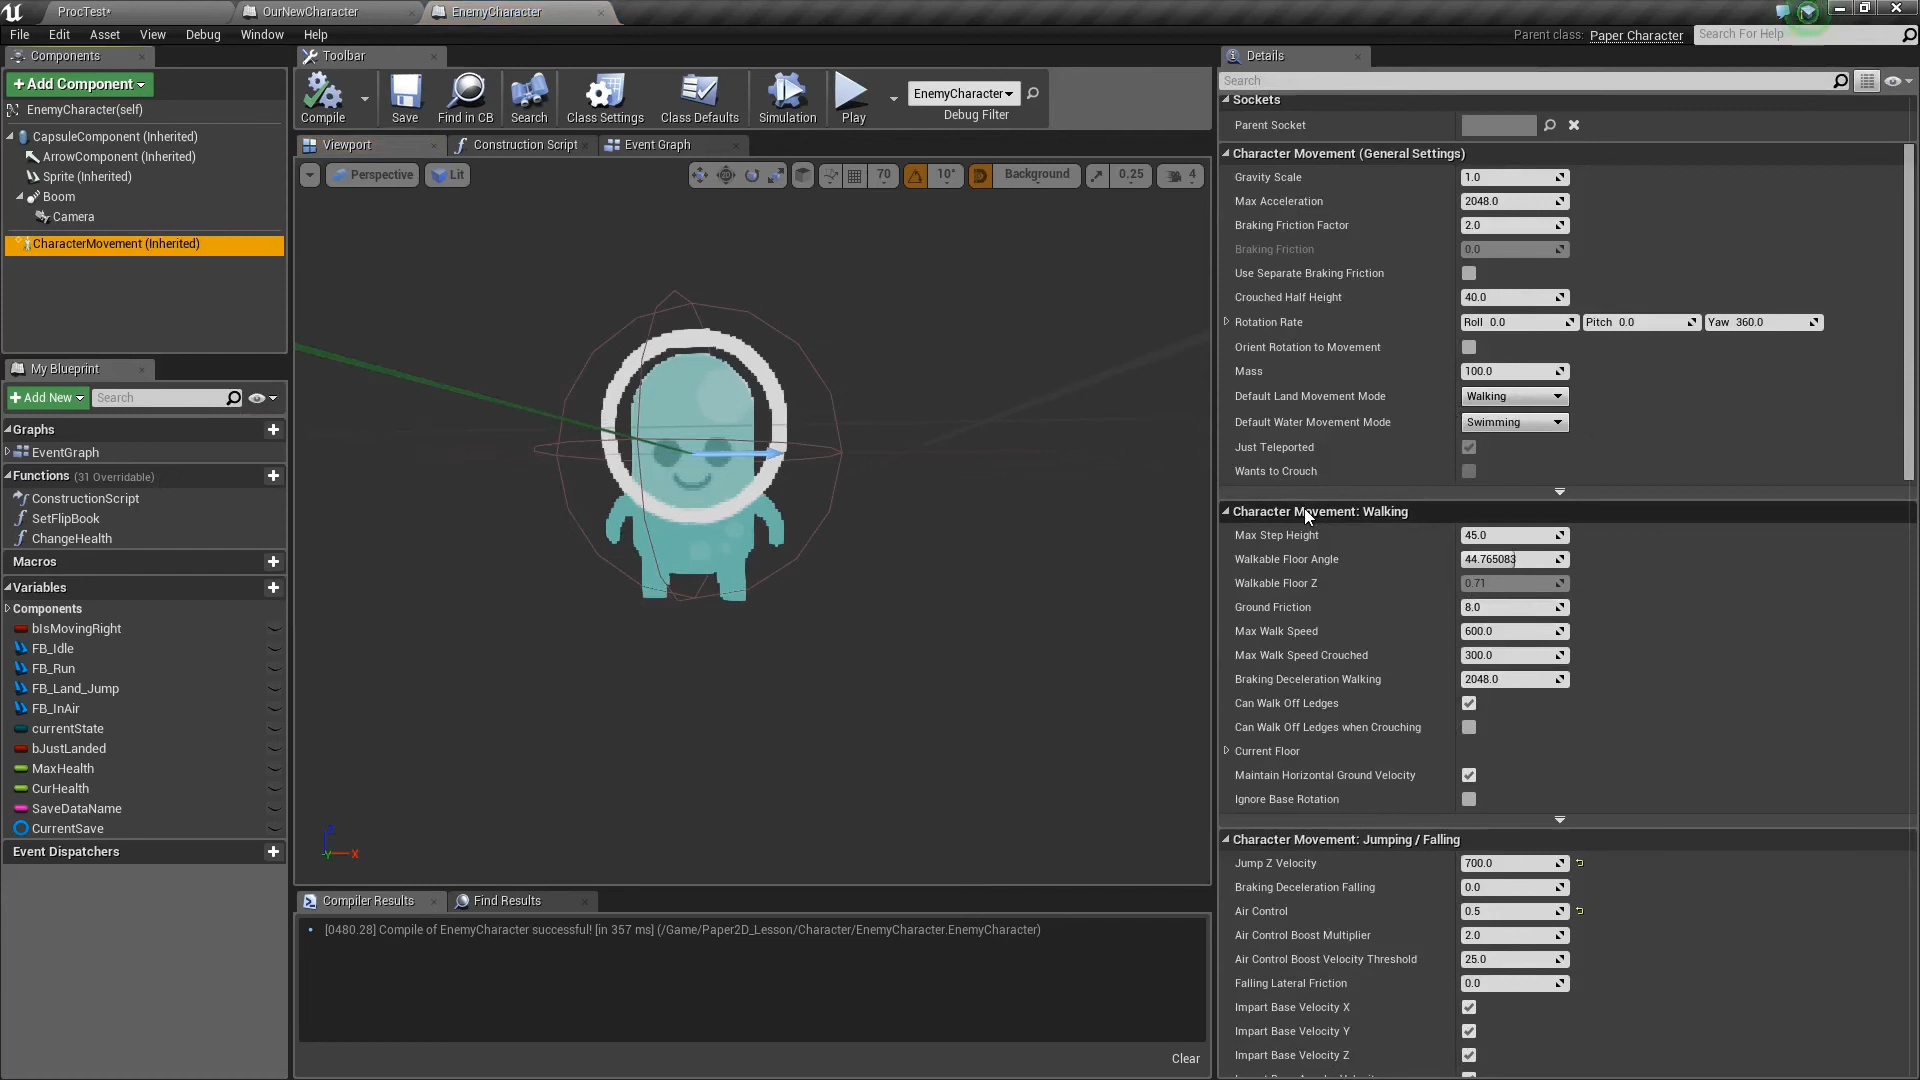 ProcTest*
OurNewCharacter
EnemyCharacter
File Edit Asset View Debug Window Help
Parent class: Paper Character
Search For Help
Components
+Add Component
EnemyCharacter(self)
CapsuleComponent (Inherited)
ArrowComponent (Inherited)
Sprite (Inherited)
Boom
Camera
CharacterMovement (Inherited)
My Blueprint
+Add New
Search
Graphs
EventGraph
Functions (31 Overridable)
ConstructionScript
SetFlipBook
ChangeHealth
Macros
Variables
Components
bIsMovingRight
FB_Idle
FB_Run
FB_Land_Jump
FB_InAir
currentState
bJustLanded
MaxHealth
CurHealth
SaveDataName
CurrentSave
Event Dispatchers
Toolbar
Compile
Save
Find in CB
Search
Class Settings
Class Defaults
Simulation
Play
EnemyCharacter
Debug Filter
Viewport
Construction Script
Event Graph
Perspective
Lit
70
10°
Background
0.25
4
Z
Y
X
Compiler Results
Find Results
[0480.28] Compile of EnemyCharacter successful! [in 357 ms] (/Game/Paper2D_Lesson/Character/EnemyCharacter.EnemyCharacter)
Clear
Details
Search
Sockets
Parent Socket
Character Movement (General Settings)
Gravity Scale 1.0
Max Acceleration 2048.0
Braking Friction Factor 2.0
Braking Friction 0.0
Use Separate Braking Friction
Crouched Half Height 40.0
Rotation Rate Roll 0.0 Pitch 0.0 Yaw 360.0
Orient Rotation to Movement
Mass 100.0
Default Land Movement Mode Walking
Default Water Movement Mode Swimming
Just Teleported
Wants to Crouch
Character Movement: Walking
Max Step Height 45.0
Walkable Floor Angle 44.765083
Walkable Floor Z 0.71
Ground Friction 8.0
Max Walk Speed 600.0
Max Walk Speed Crouched 300.0
Braking Deceleration Walking 2048.0
Can Walk Off Ledges
Can Walk Off Ledges when Crouching
Current Floor
Maintain Horizontal Ground Velocity
Ignore Base Rotation
Character Movement: Jumping / Falling
Jump Z Velocity 700.0
Braking Deceleration Falling 0.0
Air Control 0.5
Air Control Boost Multiplier 2.0
Air Control Boost Velocity Threshold 25.0
Falling Lateral Friction 0.0
Impart Base Velocity X
Impart Base Velocity Y
Impart Base Velocity Z